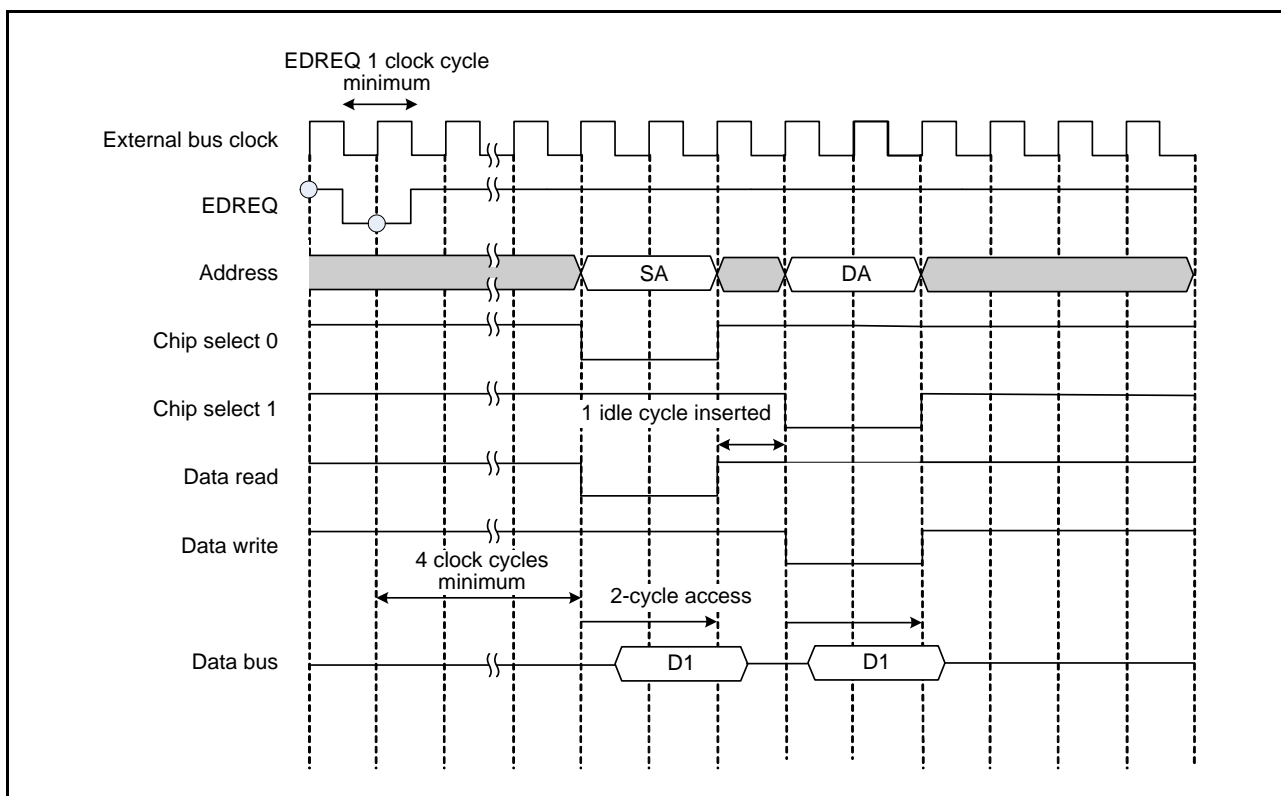 EDREQ 1 clock cycle
minimum
External bus clock
EDREQ
Address
SA
DA
Chip select 0
Chip select 1
1 idle cycle inserted
Data read
Data write
4 clock cycles
minimum
2-cycle access
Data bus
D1
D1